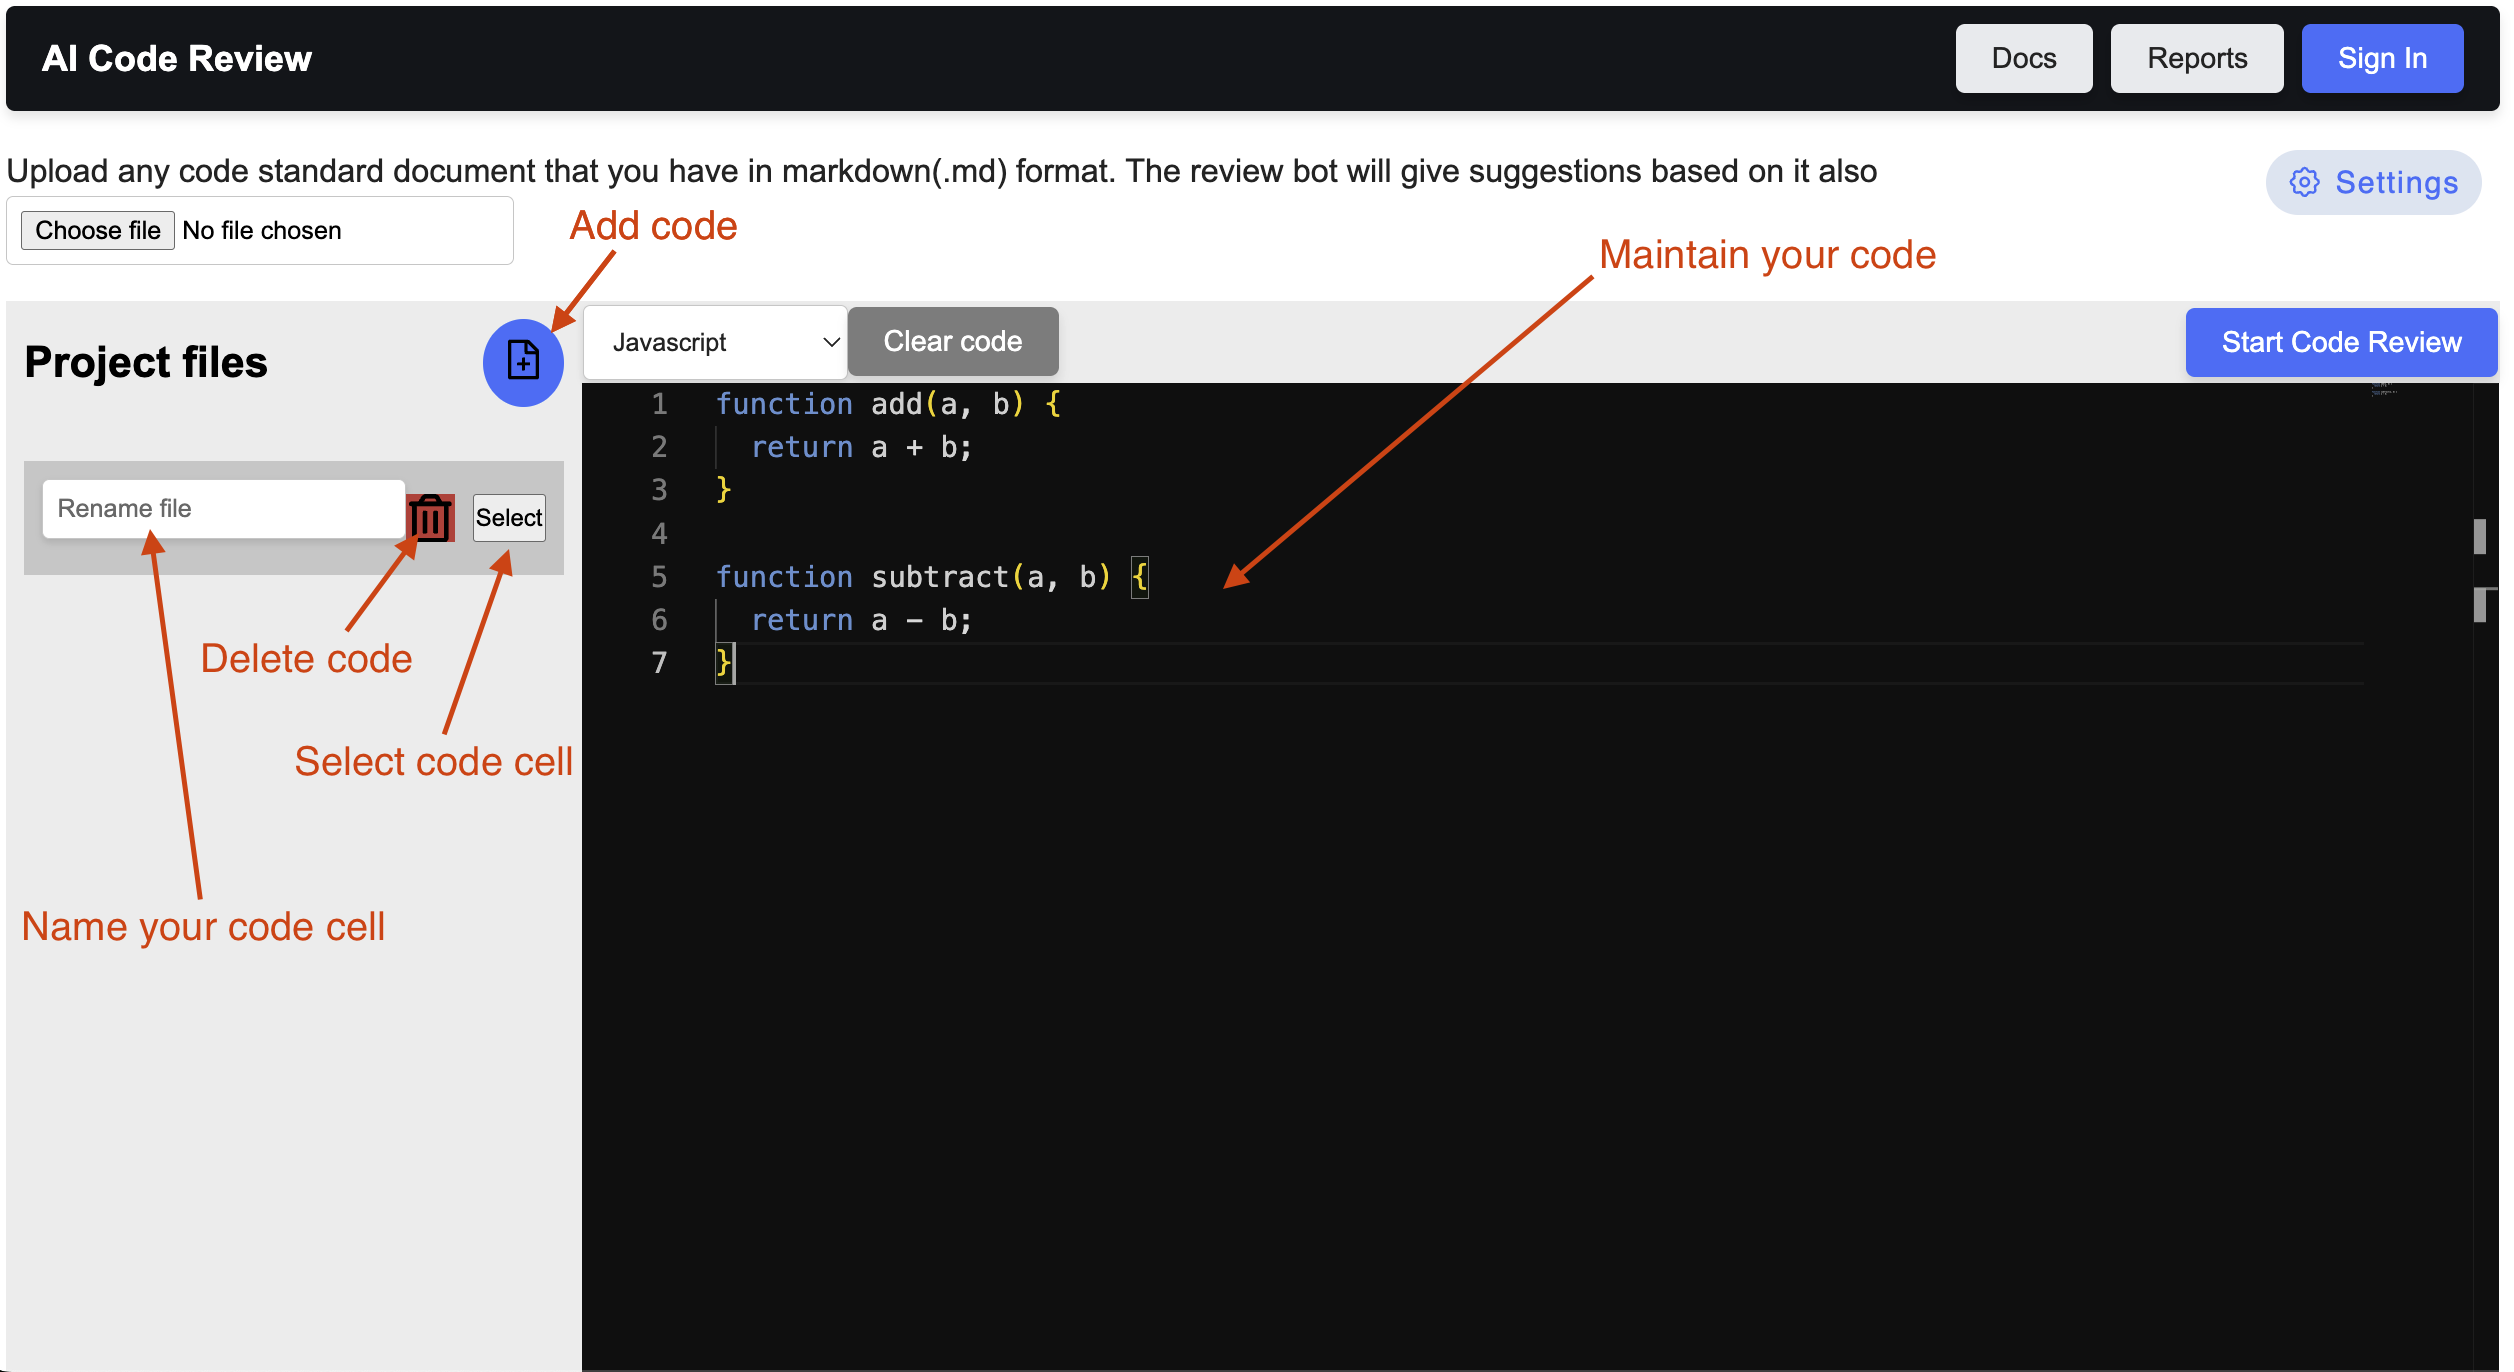 AI Code Review
Docs
Reports
Sign In
Upload any code standard document that you have in markdown(.md) format. The review bot will give suggestions based on it also
Settings
Choose file No file chosen
Add code
Maintain your code
Project files
Javascript
Clear code
Start Code Review
1 function add(a, b) {
2 return a + b;
3 }
4
5 function subtract(a, b) {
6 return a - b;
7 }
Rename file
Select
Delete code
Select code cell
Name your code cell